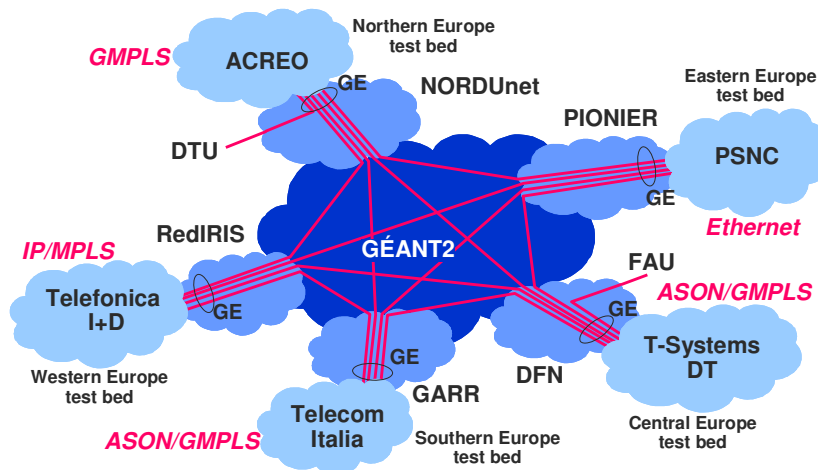 Northern Europe
test bed
GMPLS
ACREO
GE
NORDUnet
Eastern Europe
test bed
PIONIER
DTU
PSNC
GE
Ethernet
IP/MPLS
RedIRIS
GÉANT2
FAU
ASON/GMPLS
Telefonica
I+D
GE
GE
T-Systems
DT
Western Europe
test bed
GE
DFN
GARR
Telecom
Italia
ASON/GMPLS
Southern Europe
test bed
Central Europe
test bed